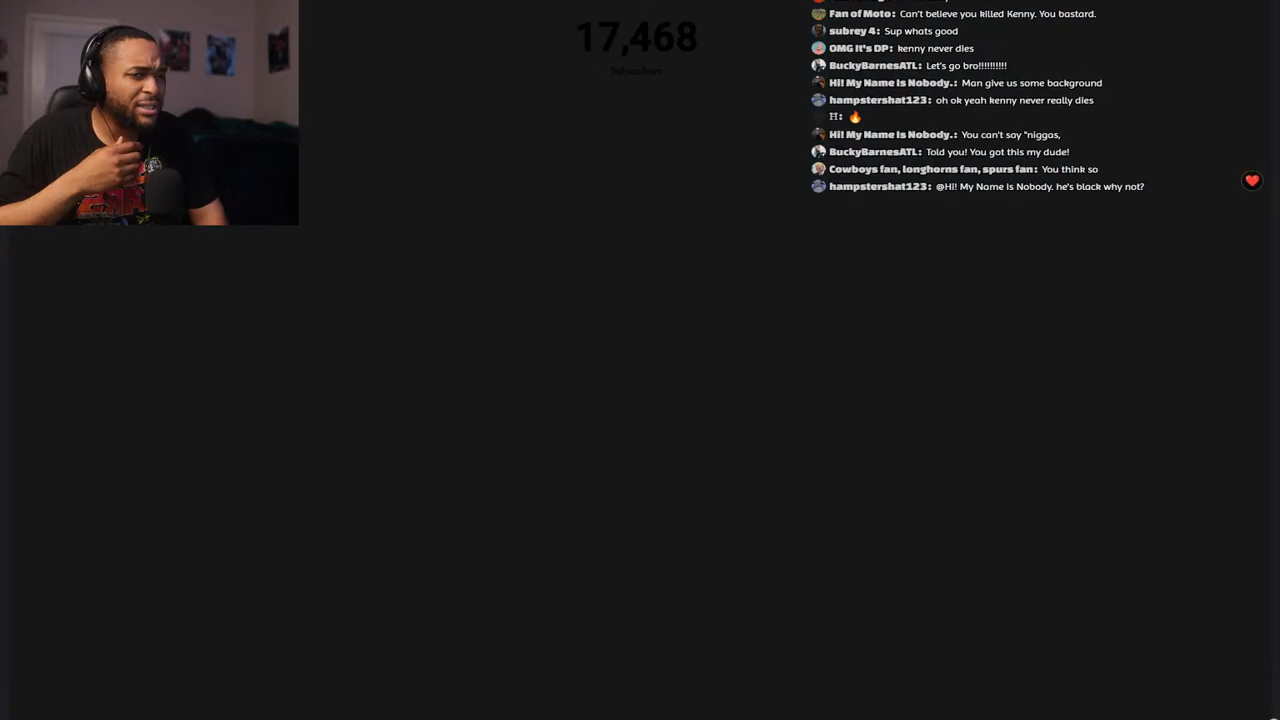 17,468
Subscribers
Fan of Moto: Can't believe you killed Kenny. You bastard.
subrey 4: Sup whats good
OMG It's DP: kenny never dies
BuckyBarnesATL: Let's go bro!!!!!!!!!!
Hi! My Name Is Nobody.: Man give us some background
hampstershat123: oh ok yeah kenny never really dies
H: 🔥
Hi! My Name Is Nobody.: You can't say "niggas,
BuckyBarnesATL: Told you! You got this my dude!
Cowboys fan, longhorns fan, spurs fan: You think so
hampstershat123: @Hi! My Name Is Nobody. he's black why not?